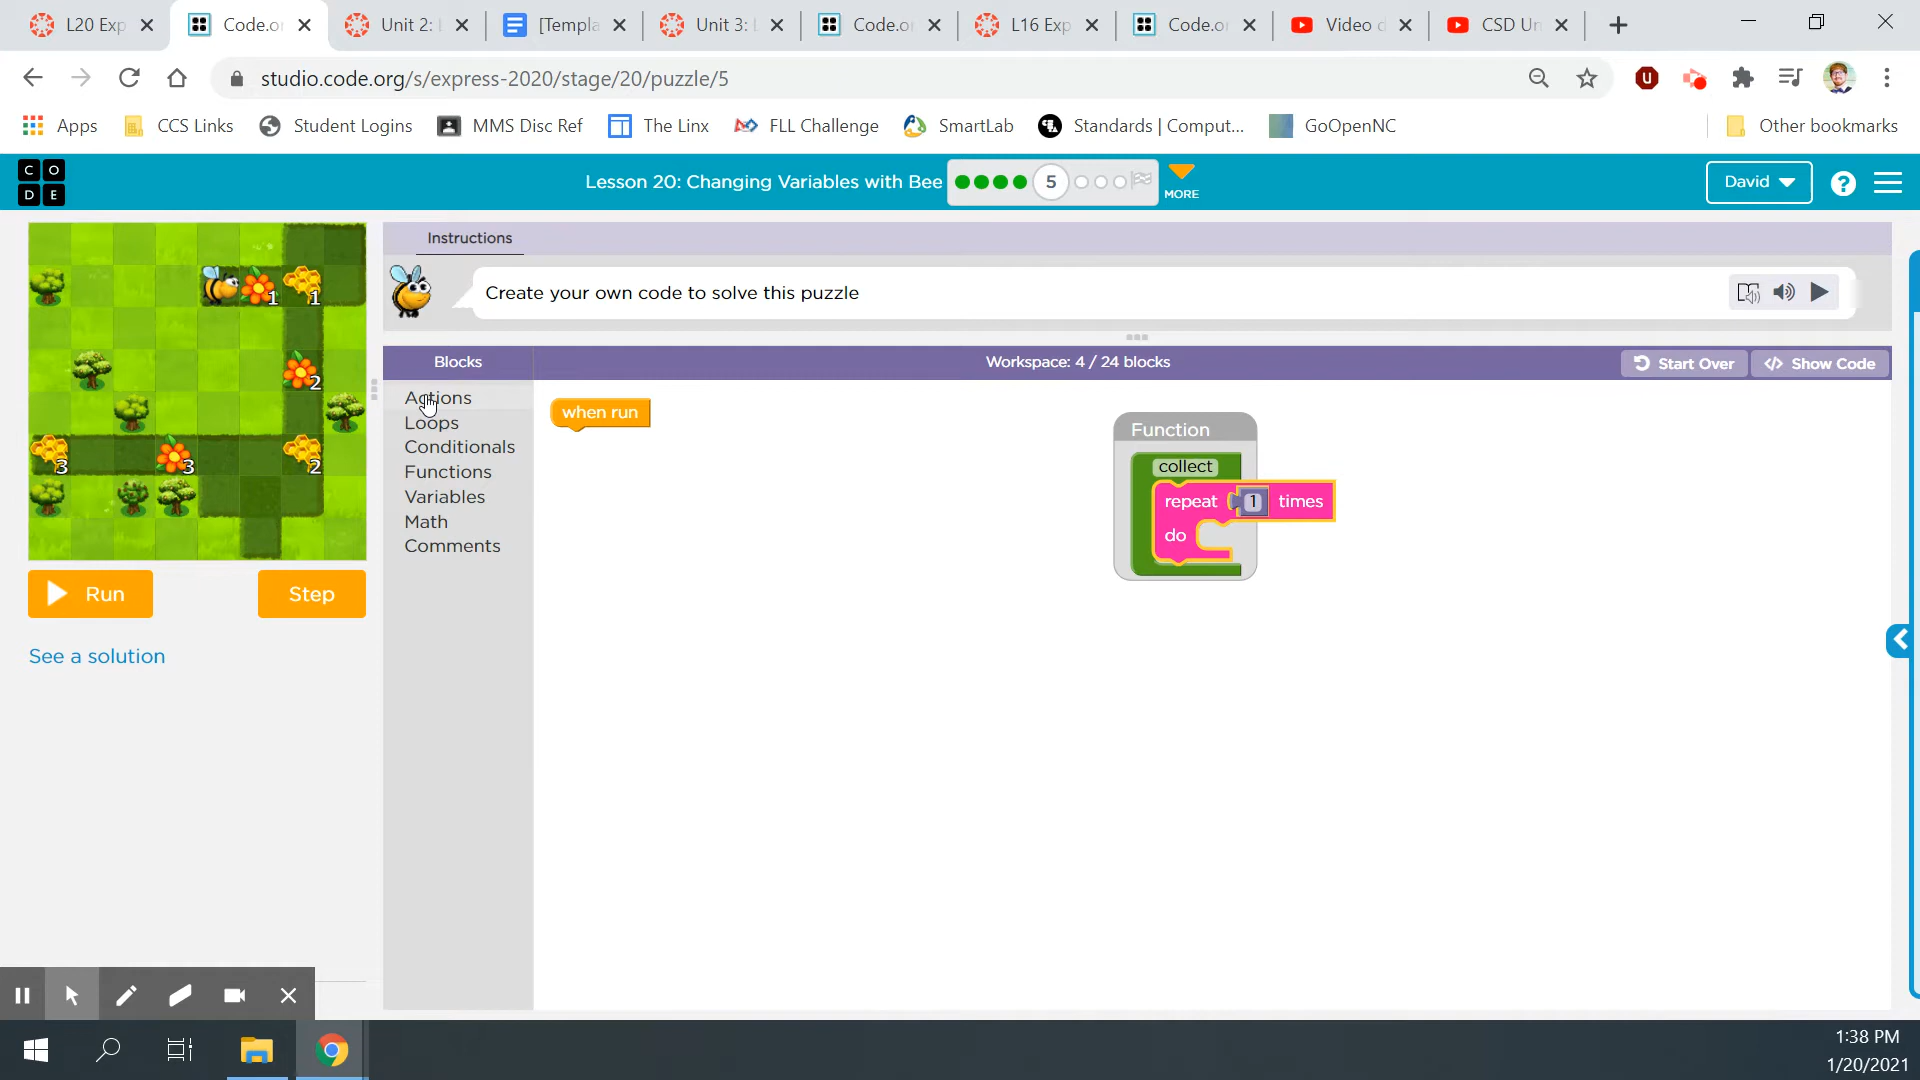 L20 Exp
Code.or
Unit 2: 
[Templa
Unit 3: 
Code.or
L16 Exp
Code.or
Video c
CSD Un
studio.code.org/s/express-2020/stage/20/puzzle/5
Apps
CCS Links
Student Logins
MMS Disc Ref
The Linx
FLL Challenge
SmartLab
Standards | Comput...
GoOpenNC
Other bookmarks
C O
D E
Lesson 20: Changing Variables with Bee
5
MORE
David
?
Instructions
Create your own code to solve this puzzle
Blocks
Workspace: 4 / 24 blocks
Start Over
Show Code
1
1
2
3
3
2
Actions
Loops
Conditionals
Functions
Variables
Math
Comments
when run
Function
collect
repeat 1 times
do
Run
Step
See a solution
1:38 PM
1/20/2021